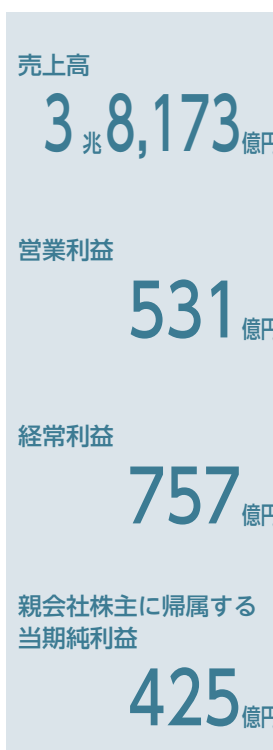 売上高
3兆8,173億円
営業利益
531億円
経常利益
757億円
親会社株主に帰属する
当期純利益
425億円